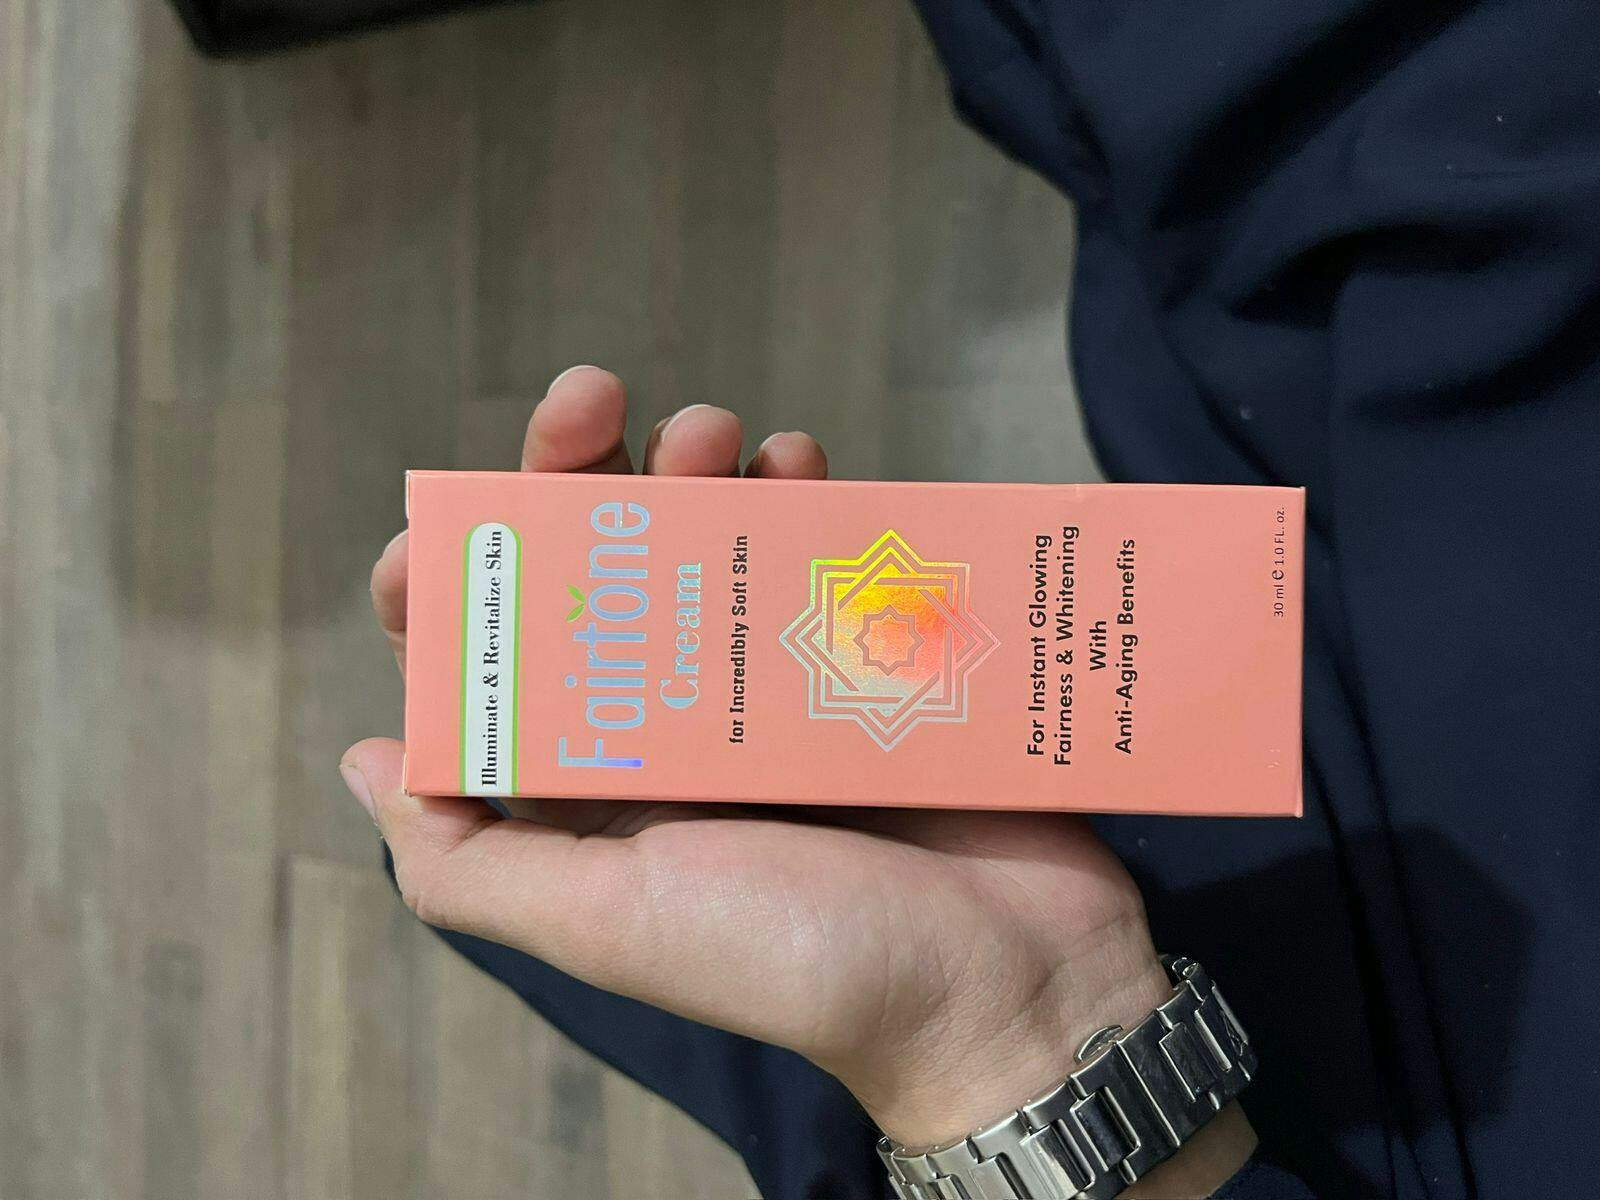 Illuminate & Revitalize Skin
Fairtone
Cream
for Incredibly Soft Skin
For Instant Glowing
Fairness & Whitening
With
Anti-Aging Benefits
30 ml e 1.0 FL. oz.